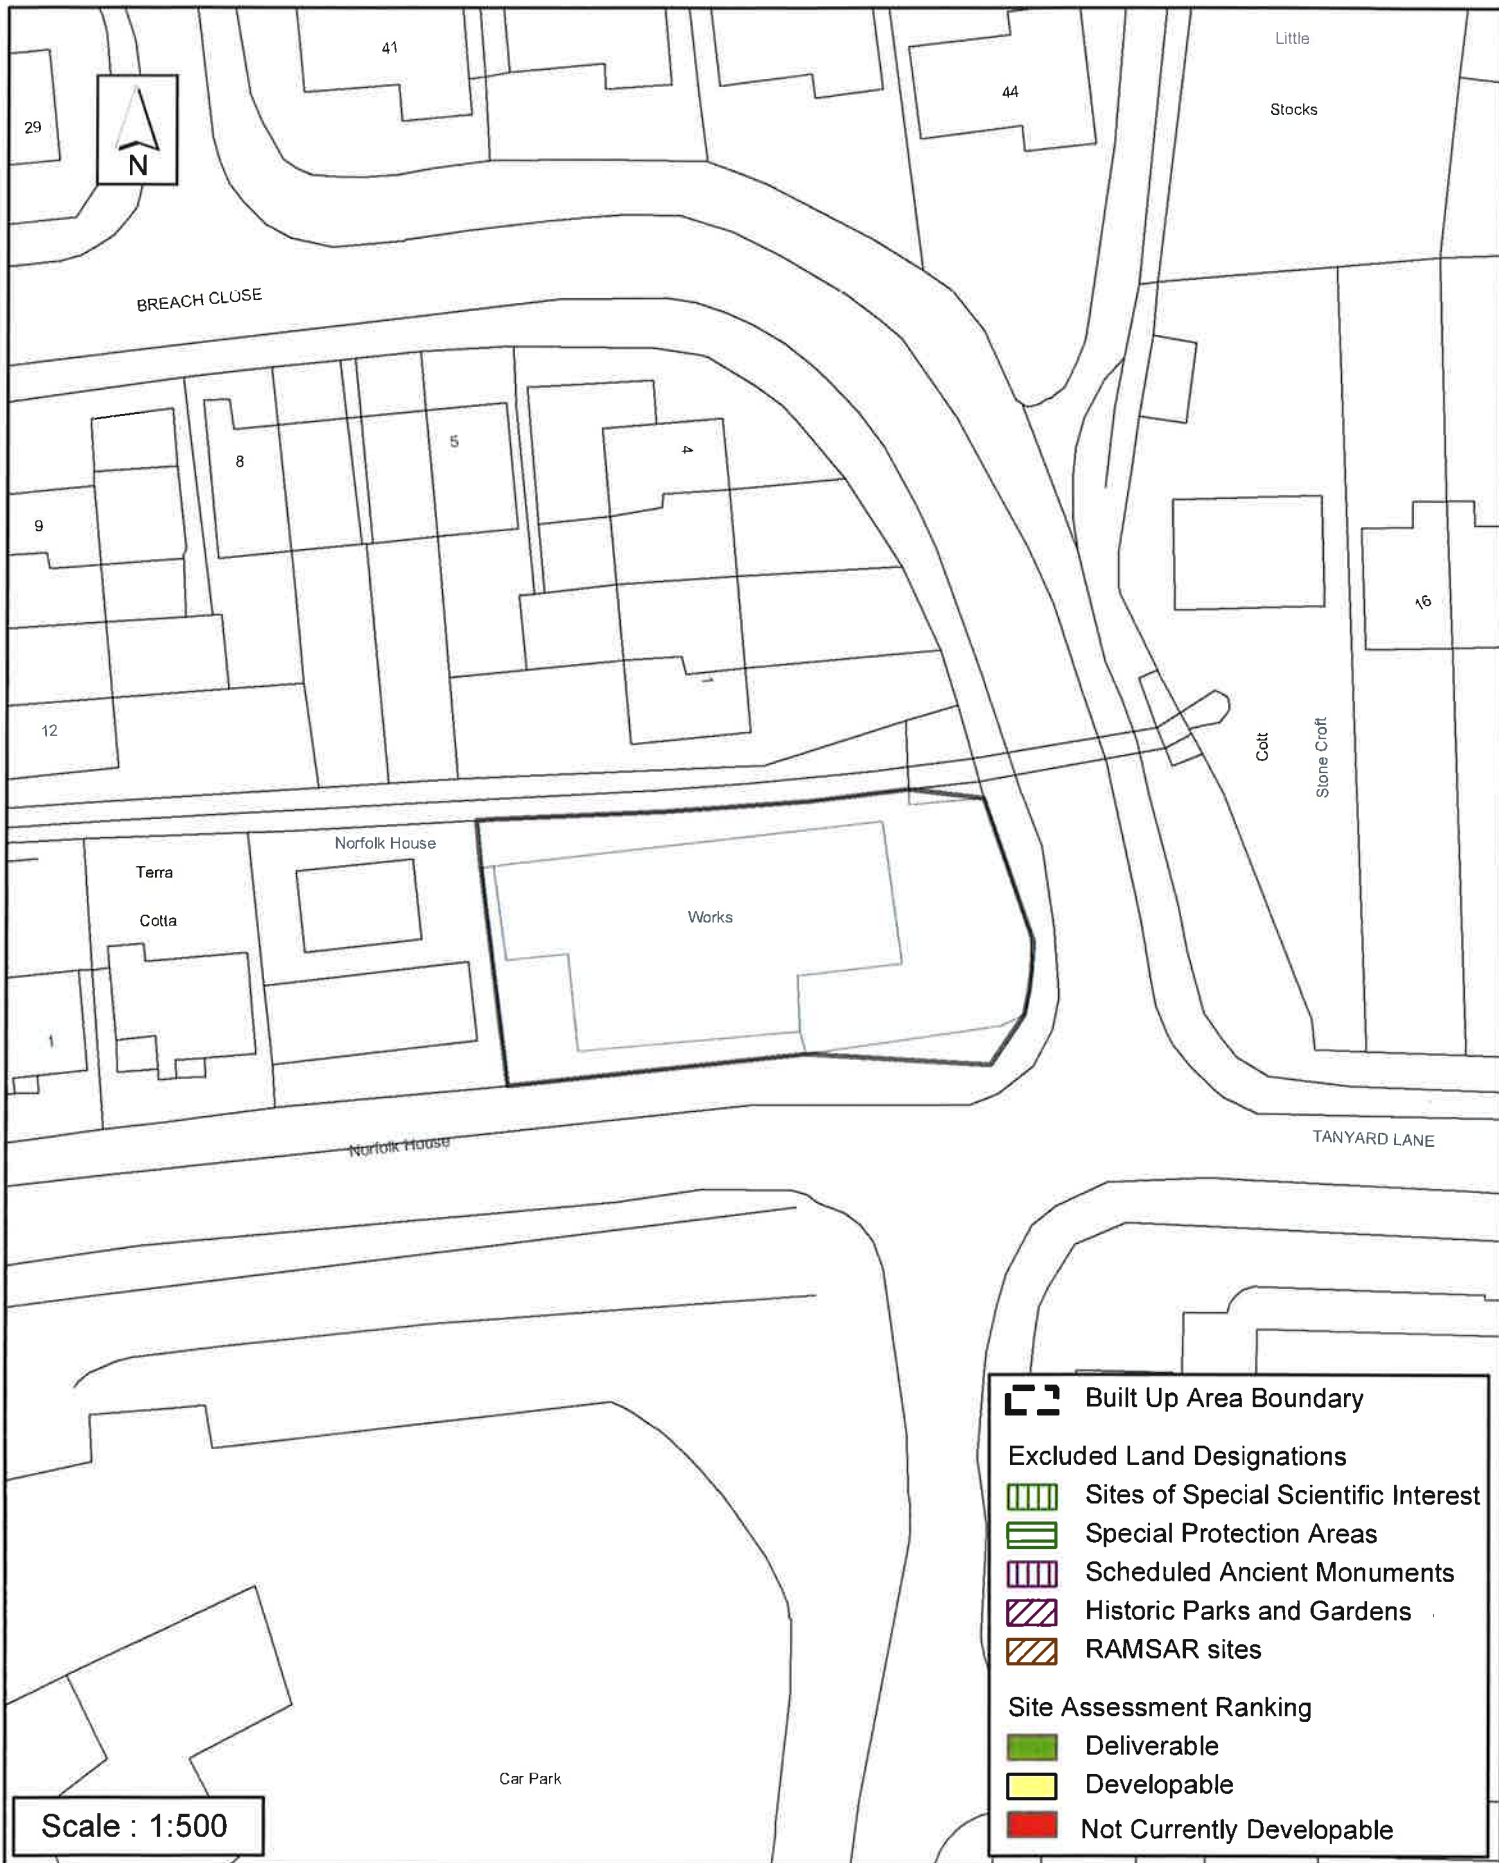 41
Little
44
Stocks
29
N
BREACH CLOSE
5
4
8
9
16
1
12
Cott
Stone Croft
Norfolk House
Terra
Cotta
Works
1
Norfolk House
TANYARD LANE
Car Park
Scale : 1:500
Built Up Area Boundary
Excluded Land Designations
Sites of Special Scientific Interest
Special Protection Areas
Scheduled Ancient Monuments
Historic Parks and Gardens
RAMSAR sites
Site Assessment Ranking
Deliverable
Developable
Not Currently Developable